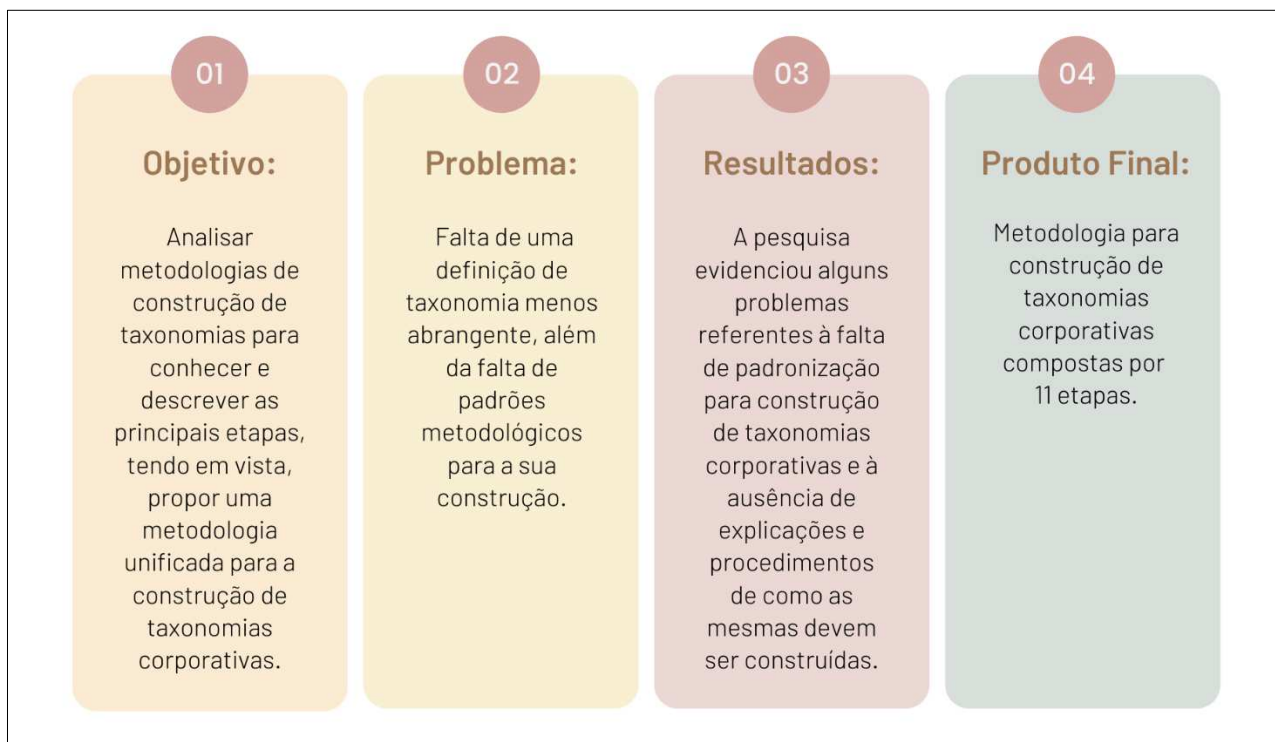 01
Objetivo:
Analisar
metodologias de
construção de
taxonomias para
conhecer e
descrever as
principais etapas,
tendo em vista,
propor uma
metodologia
unificada para a
construção de
taxonomias
corporativas.
02
Problema:
Falta de uma
definição de
taxonomia menos
abrangente, além
da falta de
padrões
metodológicos
para a sua
construção.
03
Resultados:
A pesquisa
evidenciou alguns
problemas
referentes à falta
de padronização
para construção
de taxonomias
corporativas e à
ausência de
explicações e
procedimentos
de como as
mesmas devem
ser construídas.
04
Produto Final:
Metodologia para
construção de
taxonomias
corporativas
compostas por
11 etapas.